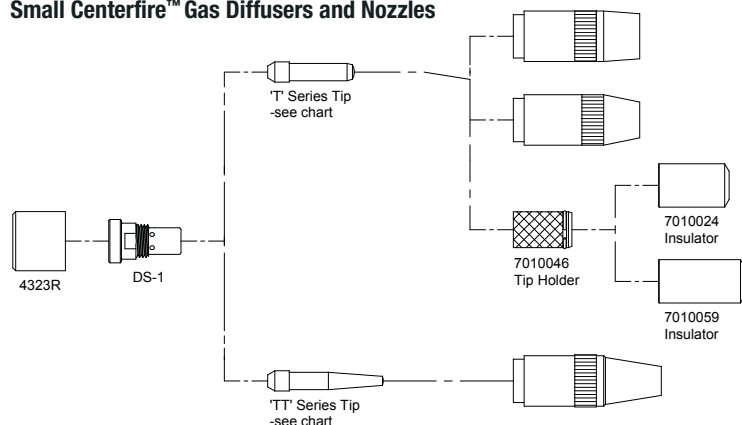 Small Centerfire™ Gas Diffusers and Nozzles
'T' Series Tip
-see chart
4323R
DS-1
7010046
Tip Holder
7010024
Insulator
7010059
Insulator
'TT' Series Tip
-see chart